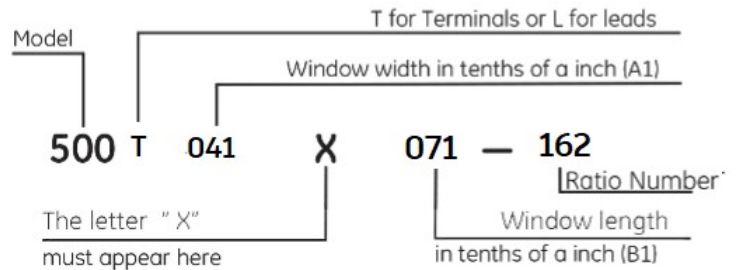 T for Terminals or L for leads
Model
Window width in tenths of a inch (A1)
500 T 041 X 071 — 162
Ratio Number
The letter "X"
Window length
must appear here
in tenths of a inch (B1)